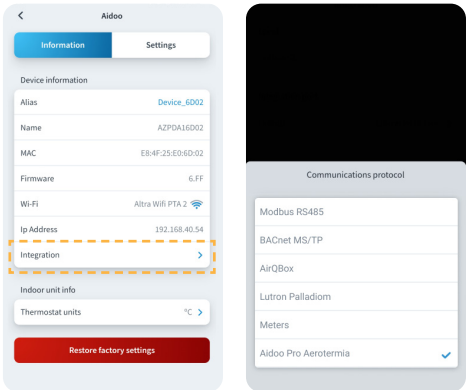 Aidoo
Information Settings
Device information
Alias Device_6D02
Name AZPDA16D02
MAC E8:4F:25:E0:6D:02
Firmware 6.FF
Wi-Fi Altra Wifi PTA 2
Ip Address 192.168.40.54
Integration
Indoor unit info
Thermostat units °C
Restore factory settings
Communications protocol
Modbus RS485
BACnet MS/TP
AirQBox
Lutron Palladiom
Meters
Aidoo Pro Aerotermia